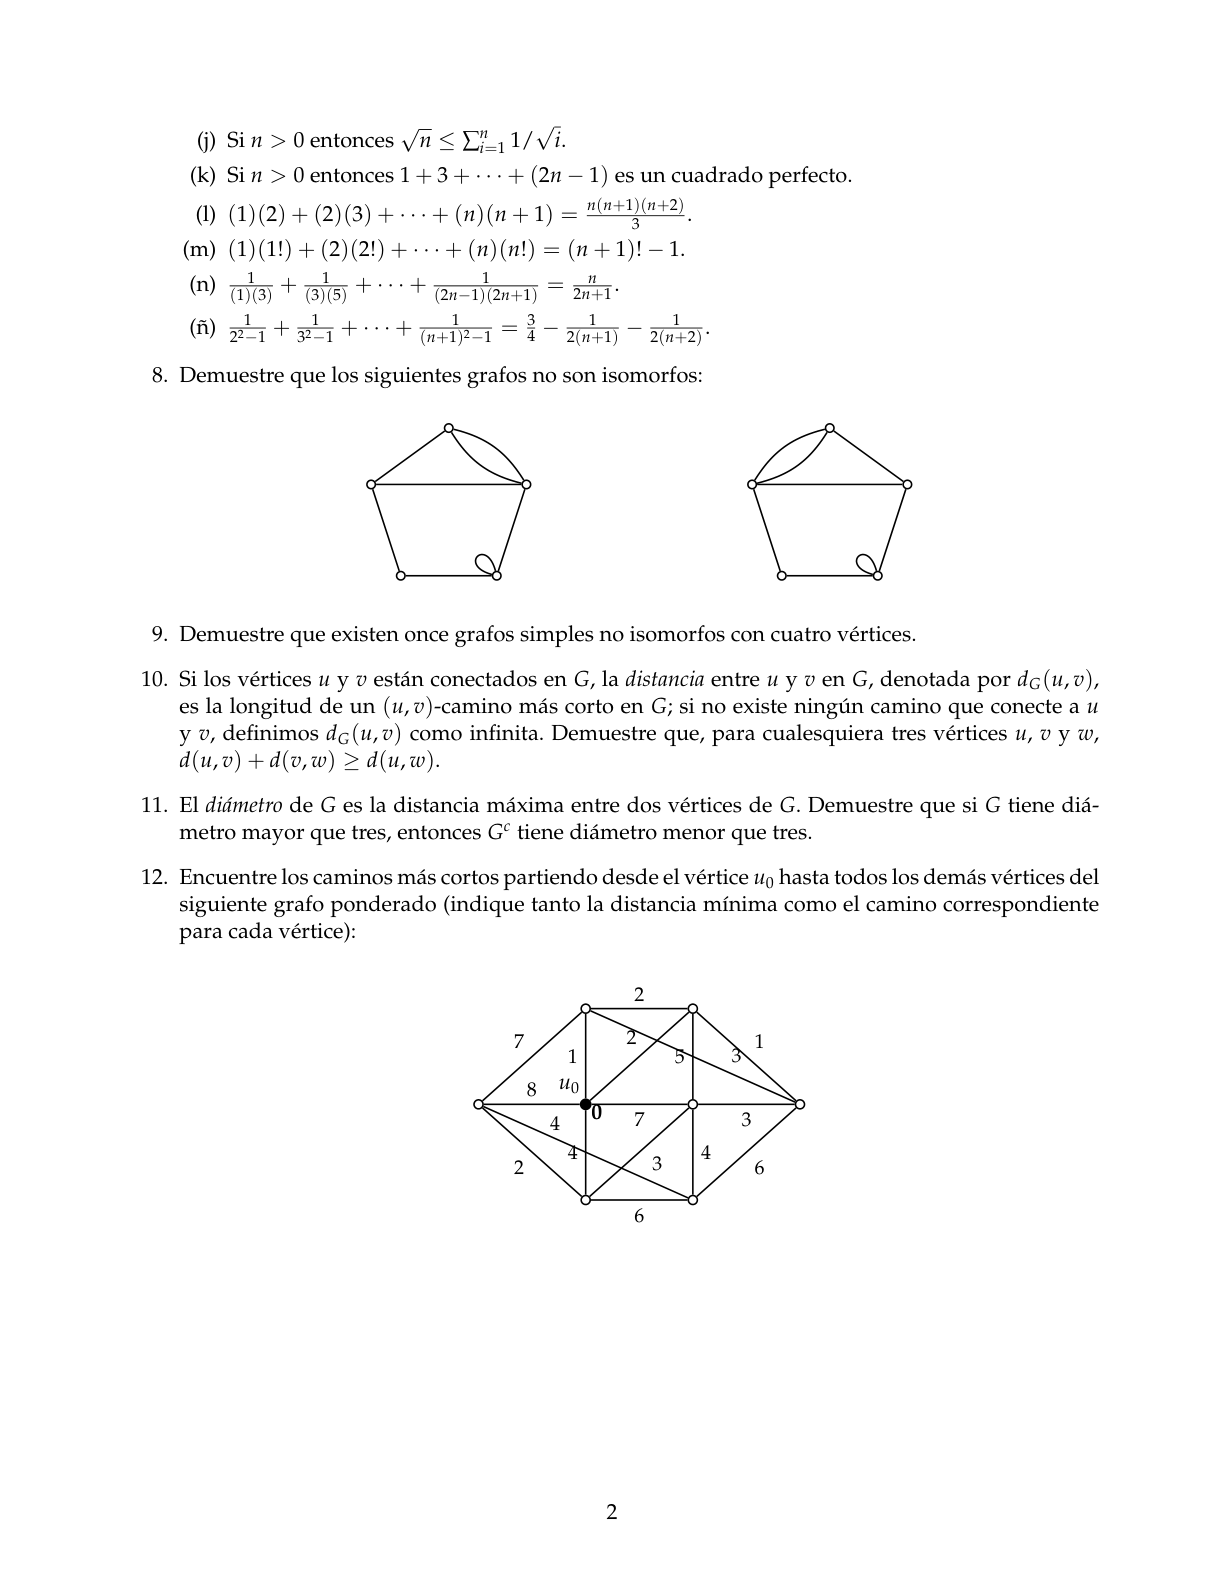 (j) Si n > 0 entonces √n ≤ ∑ⁿᵢ₌₁ 1/√i.
(k) Si n > 0 entonces 1 + 3 + · · · + (2n − 1) es un cuadrado perfecto.
(l) (1)(2) + (2)(3) + · · · + (n)(n + 1) = n(n+1)(n+2)/3.
(m) (1)(1!) + (2)(2!) + · · · + (n)(n!) = (n + 1)! − 1.
(n) 1/(1)(3) + 1/(3)(5) + · · · + 1/(2n−1)(2n+1) = n/2n+1.
(ñ) 1/2²−1 + 1/3²−1 + · · · + 1/(n+1)²−1 = 3/4 − 1/2(n+1) − 1/2(n+2).
8. Demuestre que los siguientes grafos no son isomorfos:
9. Demuestre que existen once grafos simples no isomorfos con cuatro vértices.
10. Si los vértices u y v están conectados en G, la distancia entre u y v en G, denotada por d_G(u, v),
es la longitud de un (u, v)-camino más corto en G; si no existe ningún camino que conecte a u
y v, definimos d_G(u, v) como infinita. Demuestre que, para cualesquiera tres vértices u, v y w,
d(u, v) + d(v, w) ≥ d(u, w).
11. El diámetro de G es la distancia máxima entre dos vértices de G. Demuestre que si G tiene diá-
metro mayor que tres, entonces Gᶜ tiene diámetro menor que tres.
12. Encuentre los caminos más cortos partiendo desde el vértice u₀ hasta todos los demás vértices del
siguiente grafo ponderado (indique tanto la distancia mínima como el camino correspondiente
para cada vértice):
2
7 2 1
1 5 3
8 u₀
4 0 7 3
4 4
2 3 6
6
2